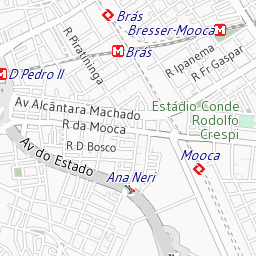 Brás
Bresser-Mooca
Brás
R Piratininga
R Ipanema
R Fr Gaspar
D Pedro II
Av Alcântara Machado
Estádio Conde
Rodolfo
Crespi
R da Mooca
Av do Estado
R D Bosco
Mooca
Ana Neri